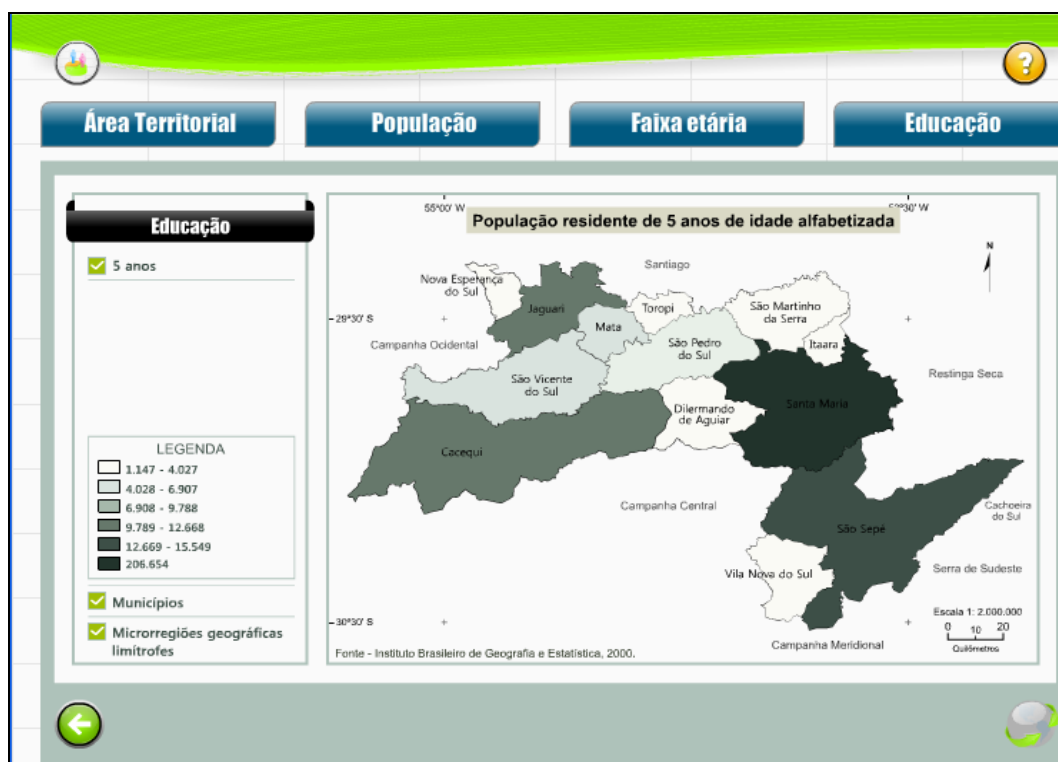 ?
Área Territorial
População
Faixa etária
Educação
Educação
5 anos
LEGENDA
1.147 - 4.027
4.028 - 6.907
6.908 - 9.788
9.789 - 12.668
12.669 - 15.549
206.654
Municípios
Microrregiões geográficas
limítrofes
55°00' W
30' W
População residente de 5 anos de idade alfabetizada
N
Santiago
Nova Esperança
do Sul
Jaguari
Toropi
São Martinho
da Serra
29°30' S
Mata
Itaara
Campanha Ocidental
São Pedro
do Sul
Restinga Seca
São Vicente
do Sul
Santa Maria
Dilermando
de Aguiar
Cacequi
Campanha Central
Cachoeira
do Sul
São Sepé
Vila Nova do Sul
Serra de Sudeste
Escala 1: 2.000.000
0 10 20
Quilômetros
30°30' S
Campanha Meridional
Fonte - Instituto Brasileiro de Geografia e Estatística, 2000.